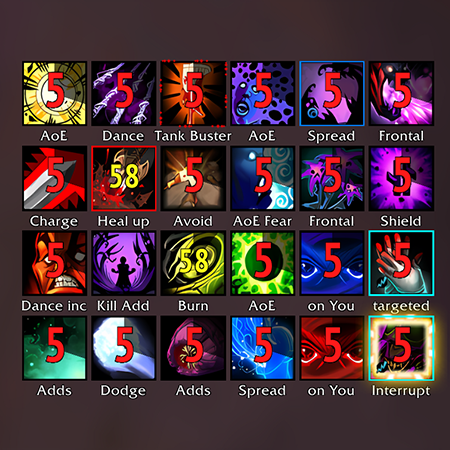 5 5 5 5 5 5
AoE Dance Tank Buster AoE Spread Frontal
5 58 5 5 5 5
Charge Heal up Avoid AoE Fear Frontal Shield
5 5 58 5 5 5
Dance inc Kill Add Burn AoE on You targeted
5 5 5 5 5 5
Adds Dodge Adds Spread on You Interrupt